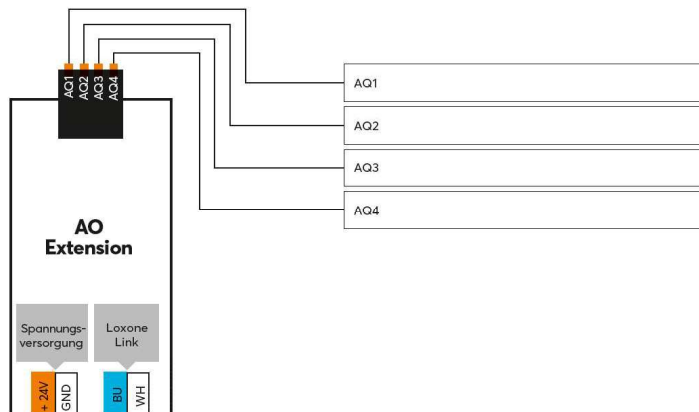 AQ1
AQ2
AQ3
AQ4
AQ1
AQ2
AQ3
AQ4
AO
Extension
Spannungs-
versorgung
Loxone
Link
+ 24V
GND
BU
WH